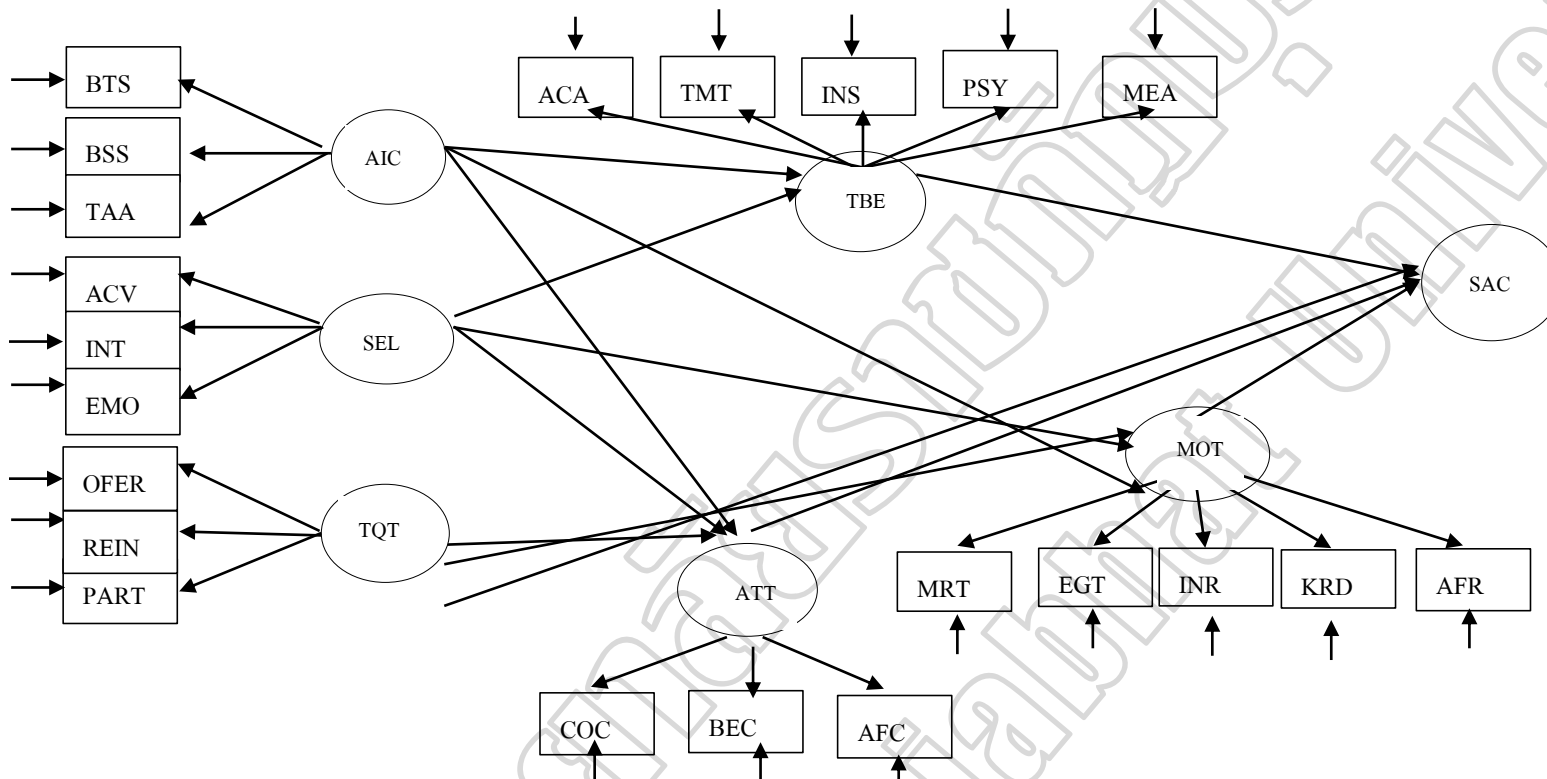 BTS
BSS
TAA
ACV
INT
EMO
OFER
REIN
PART
AIC
SEL
TQT
ACA
TMT
INS
PSY
MEA
TBE
SAC
MOT
ATT
MRT
EGT
INR
KRD
AFR
COC
BEC
AFC